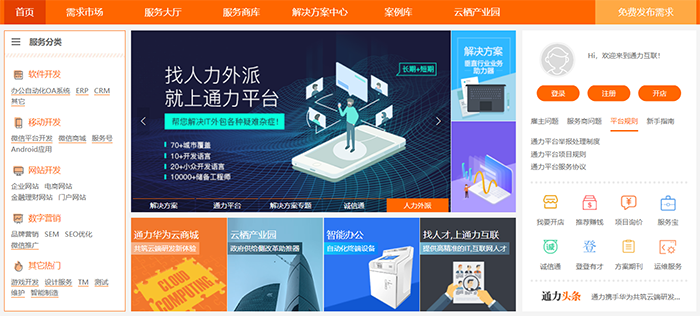 首页 需求市场 服务大厅 服务商库 解决方案中心 案例库 云栖产业园 免费发布需求
服务分类
软件开发
办公自动化OA系统 ERP CRM
其它
移动开发
微信平台开发 微信商城 服务号
Android应用
网站开发
企业网站 电商网站
金融理财网站 门户网站
数字营销
品牌营销 SEM SEO优化
微信推广
其它热门
游戏开发 设计服务 TM 测试
维护 智能制造
长期+短期
找人力外派
就上通力平台
帮您解决IT外包各种疑难杂症!
70+城市覆盖
10+开发语言
20+小众开发语言
10000+储备工程师
解决方案 通力平台 解决方案专题 诚信通 人力外派
解决方案
垂直行业业务
助力器
通力华为云商城
共筑云端研发新体验
CLOUD
COMPUTING
云栖产业园
政府供给侧改革助推器
智能办公
自动化终端设备
找人才,上通力互联
提供高精准的IT,互联网人才
Hi，欢迎来到通力互联!
登录 注册 开店
雇主问题 服务商问题 平台规则 新手指南
通力平台举报处理制度
通力平台项目规则
通力平台服务协议
我要开店 推荐赚钱 项目询价 服务宝
诚信通 登登有才 方案期刊 运维服务
通力头条 通力携手华为共筑云端研发...